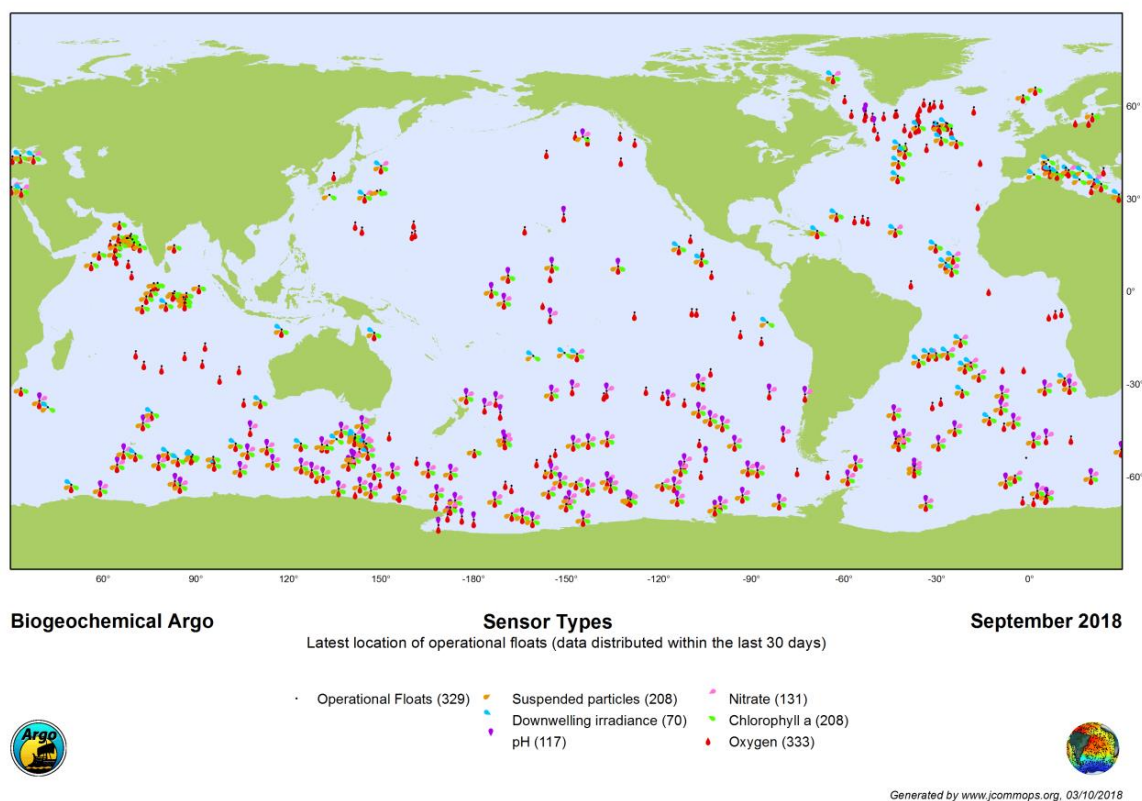 60°
30°
0°
-30°
-60°
60° 90° 120° 150° -180° -150° -120° -90° -60° -30° 0°
Biogeochemical Argo Sensor Types September 2018
Latest location of operational floats (data distributed within the last 30 days)
Operational Floats (329) Suspended particles (208) Nitrate (131)
Downwelling irradiance (70) Chlorophyll a (208)
pH (117) Oxygen (333)
Argo
Generated by www.jcommops.org, 03/10/2018